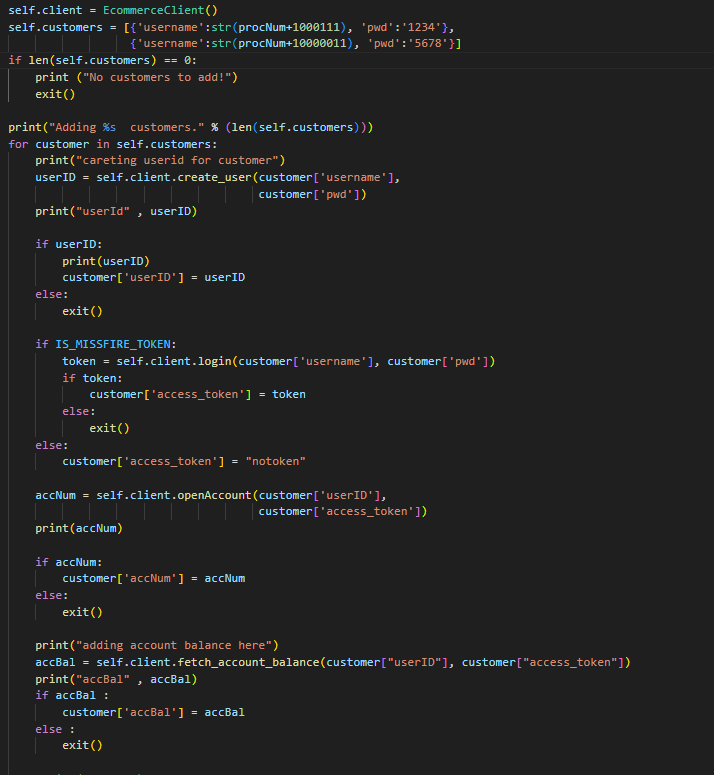 self.client = EcommerceClient()
self.customers = [{'username':str(procNum+1000111), 'pwd':'1234'},
{'username':str(procNum+10000011), 'pwd':'5678'}]
if len(self.customers) == 0:
print ("No customers to add!")
exit()
print("Adding %s  customers." % (len(self.customers)))
for customer in self.customers:
print("careting userid for customer")
userID = self.client.create_user(customer['username'],
customer['pwd'])
print("userId" , userID)
if userID:
print(userID)
customer['userID'] = userID
else:
exit()
if IS_MISSFIRE_TOKEN:
token = self.client.login(customer['username'], customer['pwd'])
if token:
customer['access_token'] = token
else:
exit()
else:
customer['access_token'] = "notoken"
accNum = self.client.openAccount(customer['userID'],
customer['access_token'])
print(accNum)
if accNum:
customer['accNum'] = accNum
else:
exit()
print("adding account balance here")
accBal = self.client.fetch_account_balance(customer["userID"], customer["access_token"])
print("accBal" , accBal)
if accBal :
customer['accBal'] = accBal
else :
exit()